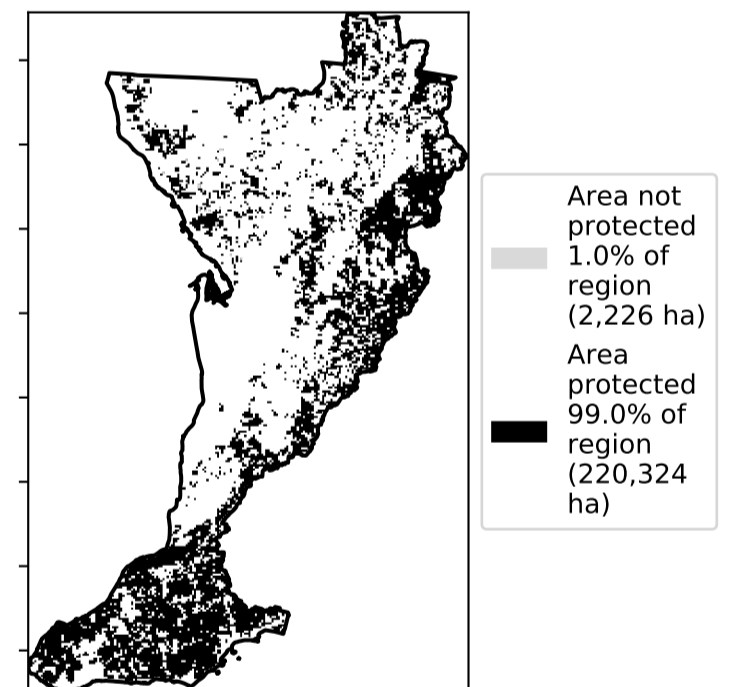 Area not
protected
1.0% of
region
(2,226 ha)
Area
protected
99.0% of
region
(220,324
ha)